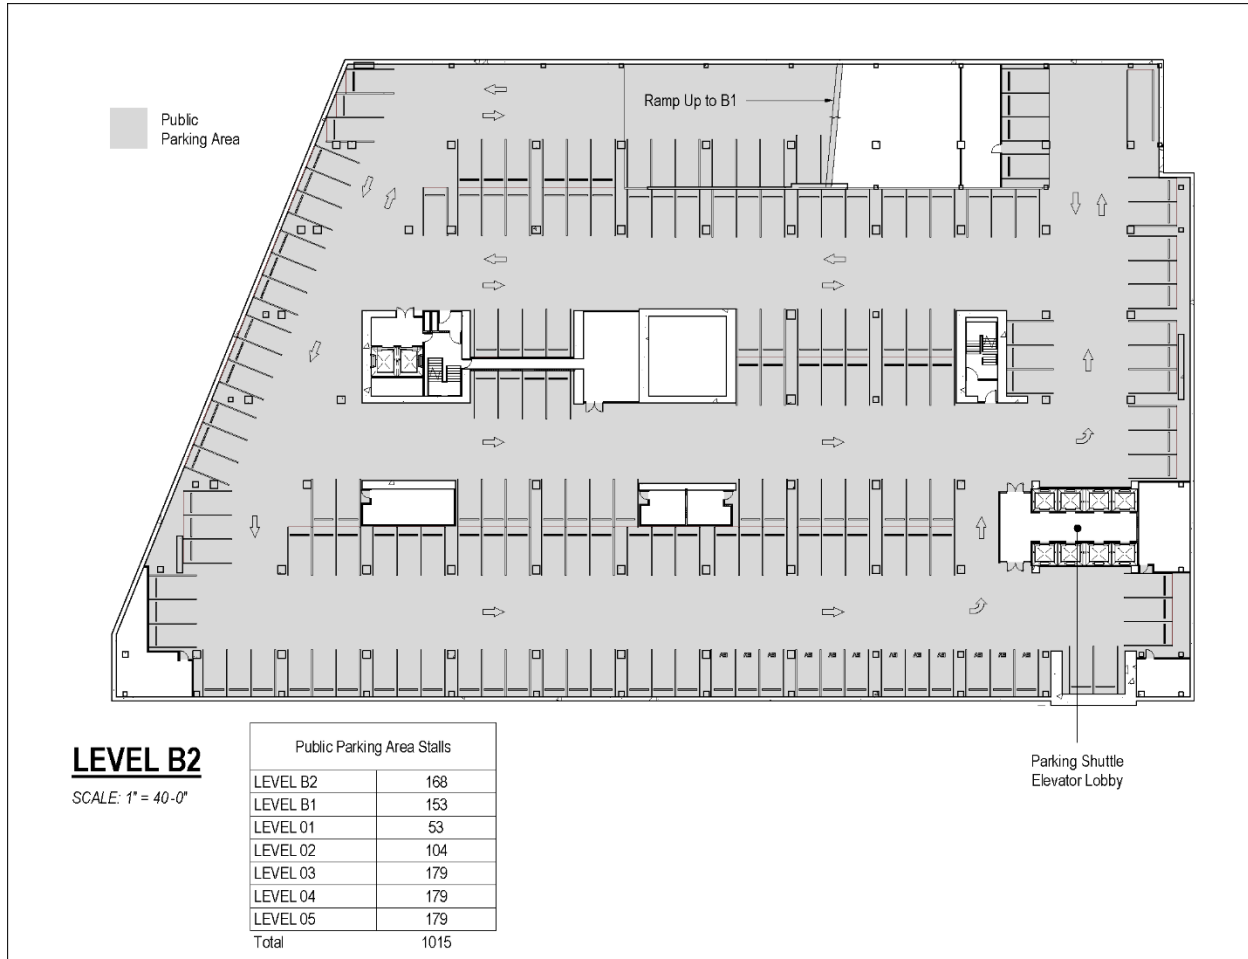 Ramp Up to B1
Public
Parking Area
LEVEL B2
SCALE: 1" = 40-0"
Public Parking Area Stalls
LEVEL B2 168
LEVEL B1 153
LEVEL 01 53
LEVEL 02 104
LEVEL 03 179
LEVEL 04 179
LEVEL 05 179
Total 1015
Parking Shuttle
Elevator Lobby